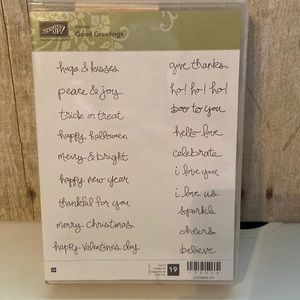 STAMPIN' UP!
Good Greetings
hugs & kisses
peace & joy
trick or treat
happy halloween
merry & bright
happy new year
thankful for you
merry christmas
happy valentine's day
give thanks
ho! ho! ho!
boo to you
hello love
celebrate
i love you
i love us
sparkle
cheers
believe
19